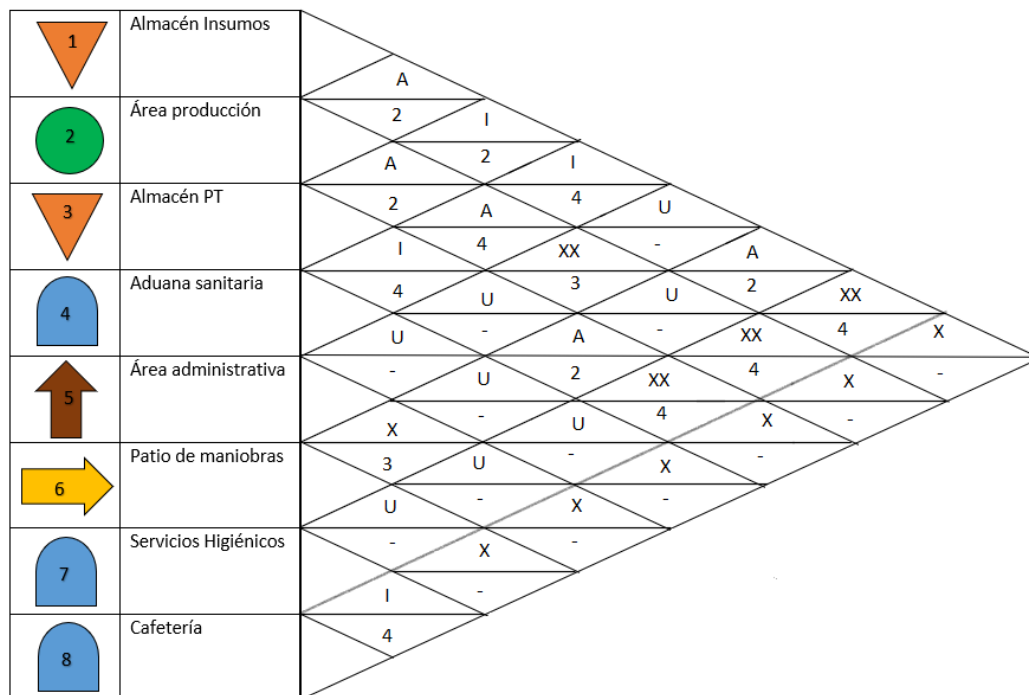 Almacén Insumos
1
A
Área producción 2 I
2
A 2 I
Almacén PT 2 4 U
3 A
I 4 XX - A
Aduana sanitaria 4 U 3 U 2 XX
4
U - A - XX 4 X
Área administrativa - U 2 XX 4 X -
5
X - U 4 X -
Patio de maniobras 3 U - X -
6
U - X -
Servicios Higiénicos - X -
7
I -
Cafetería 4
8